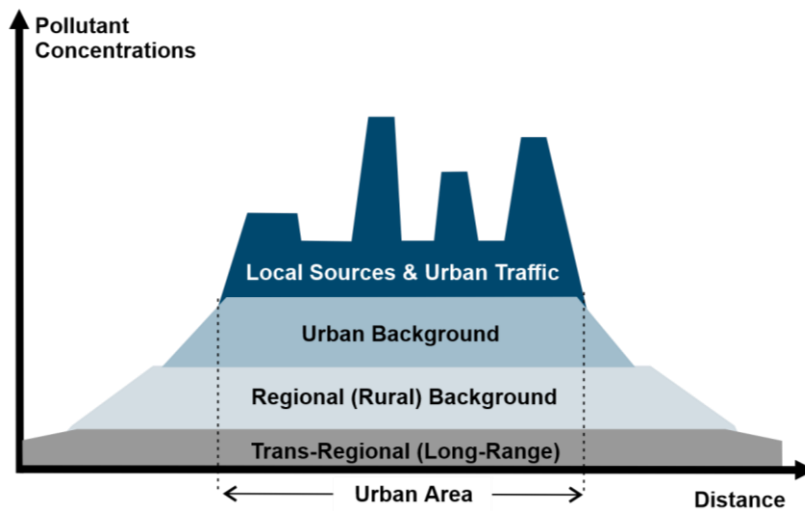 Pollutant
Concentrations
Local Sources & Urban Traffic
Urban Background
Regional (Rural) Background
Trans-Regional (Long-Range)
Urban Area
Distance